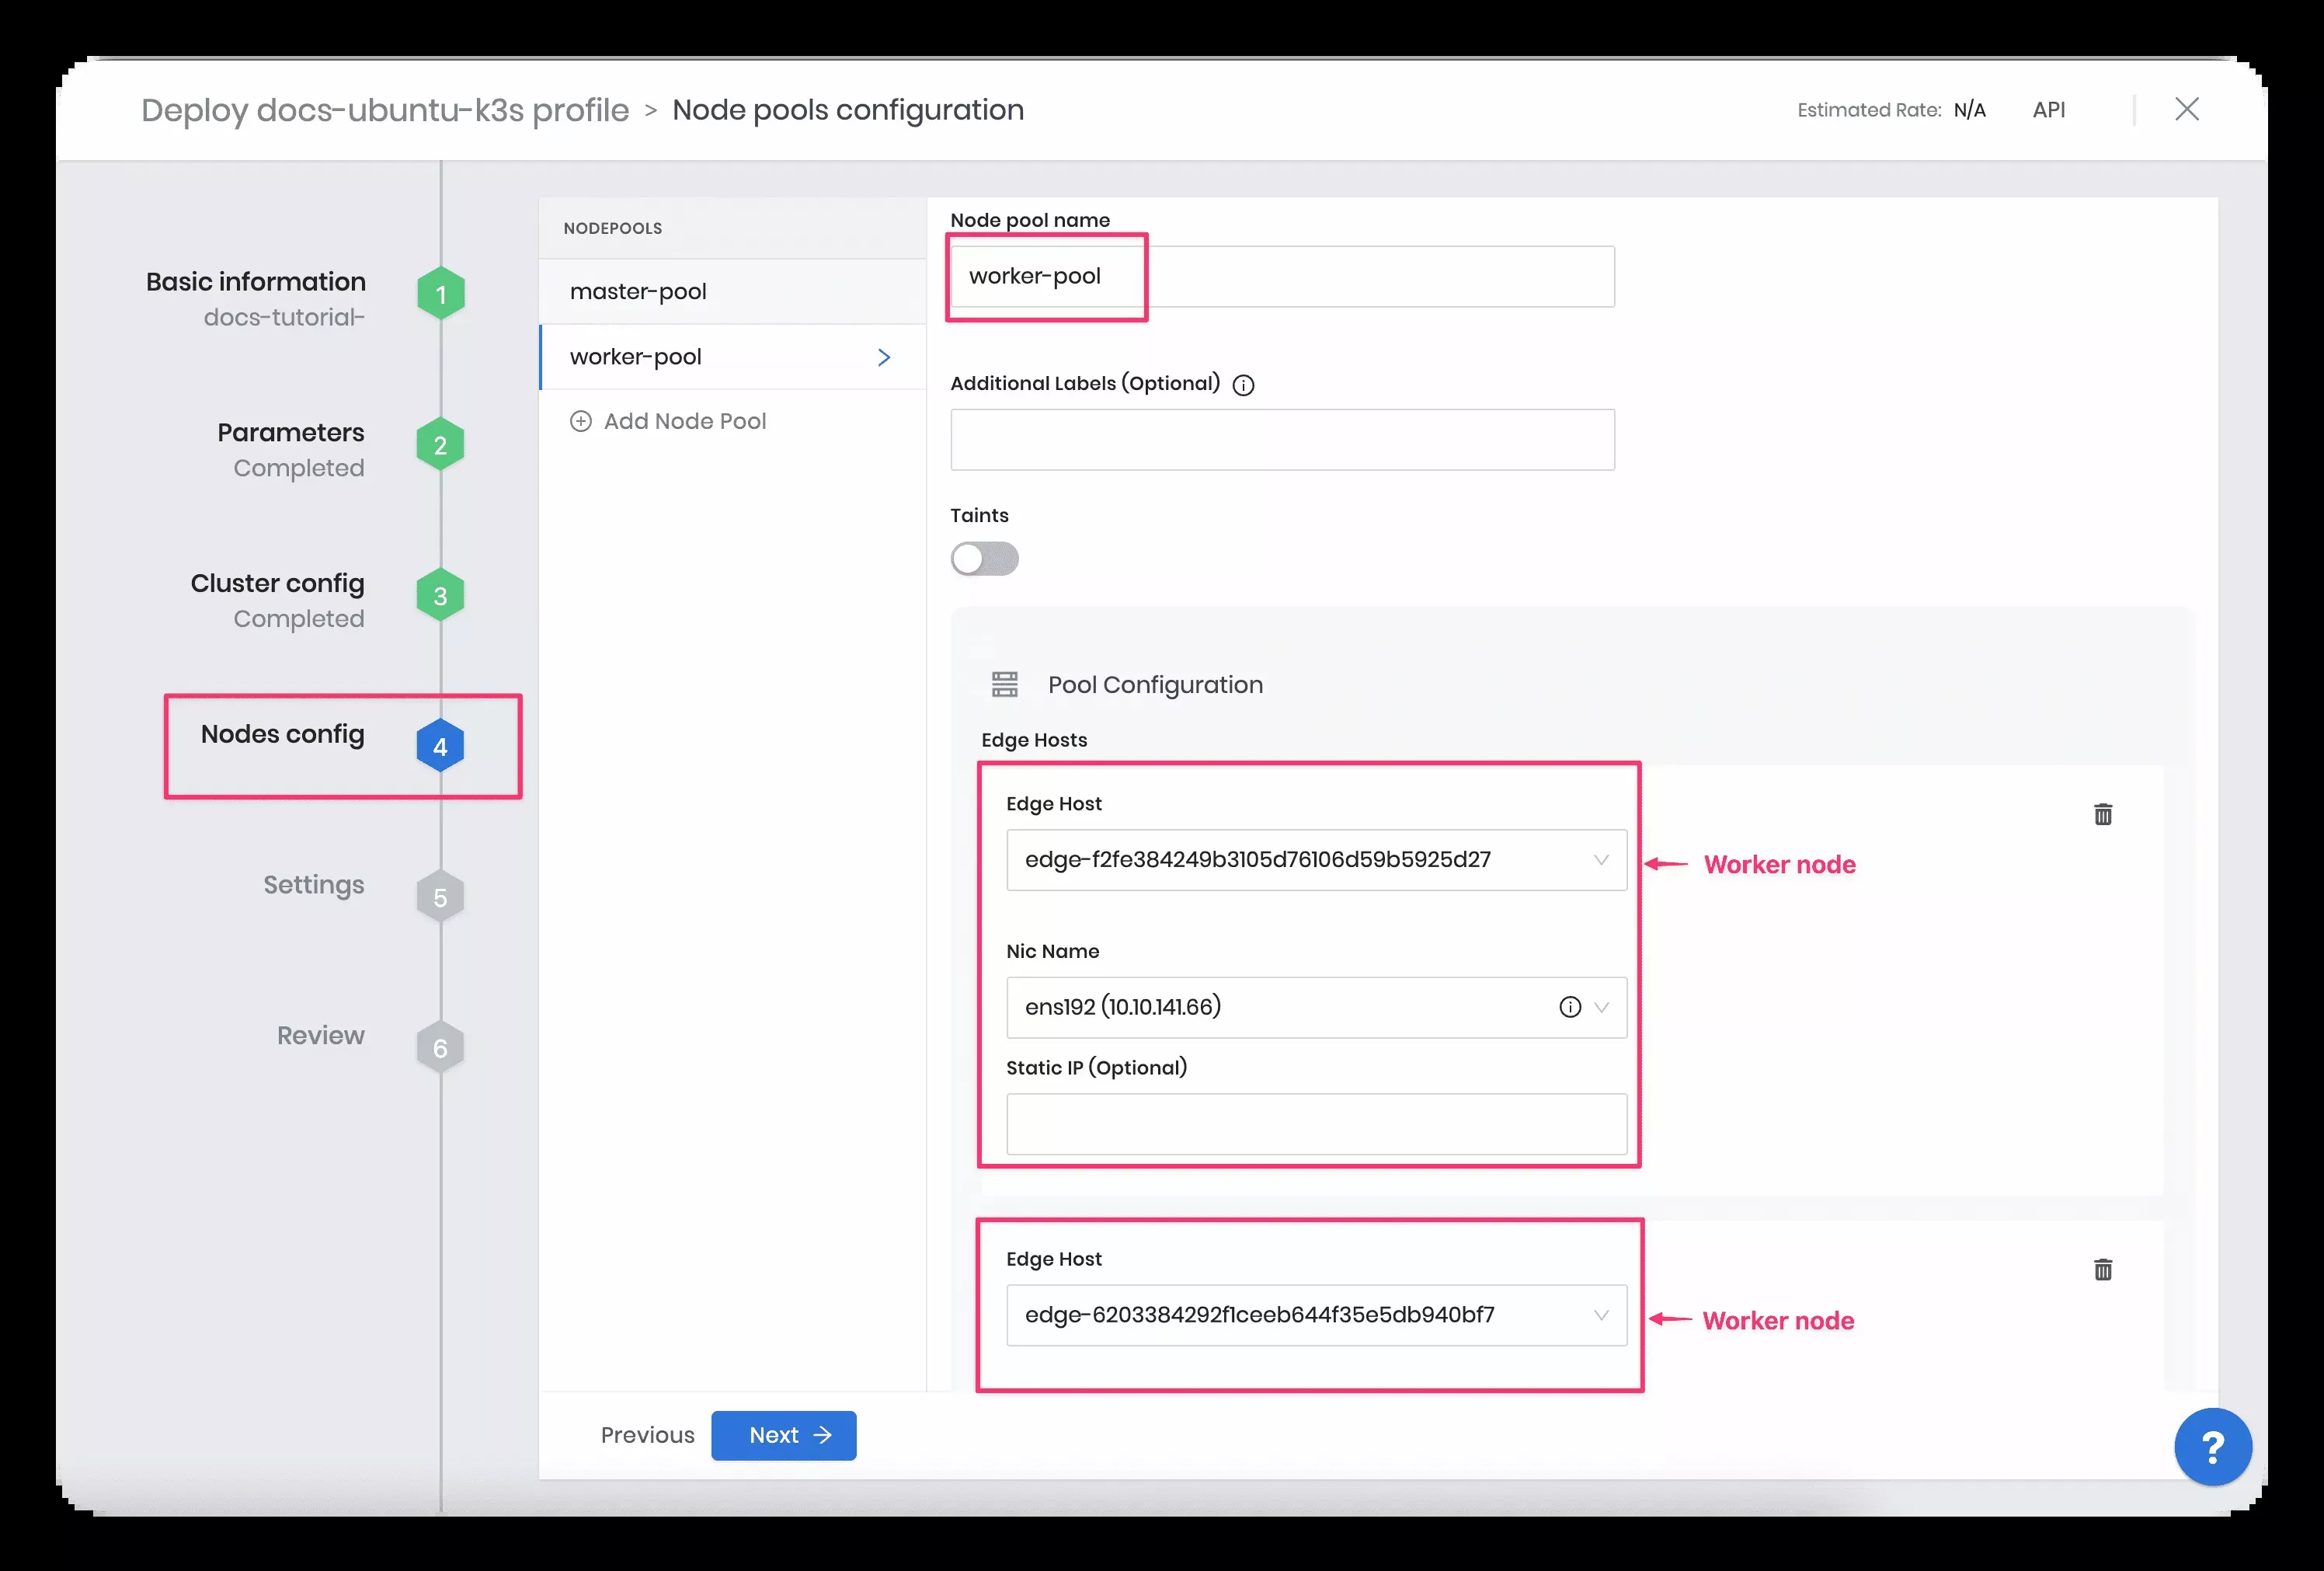 Deploy docs-ubuntu-k3s profile > Node pools configuration
Estimated Rate: N/A
API
Basic information
docs-tutorial-
1
Parameters
Completed
2
Cluster config
Completed
3
Nodes config
4
Settings
5
Review
6
NODEPOOLS
master-pool
worker-pool
Add Node Pool
Node pool name
worker-pool
Additional Labels (Optional)
Taints
Pool Configuration
Edge Hosts
Edge Host
edge-f2fe384249b3105d76106d59b5925d27
Worker node
Nic Name
ens192 (10.10.141.66)
Static IP (Optional)
Edge Host
edge-6203384292f1ceeb644f35e5db940bf7
Worker node
Previous
Next
?